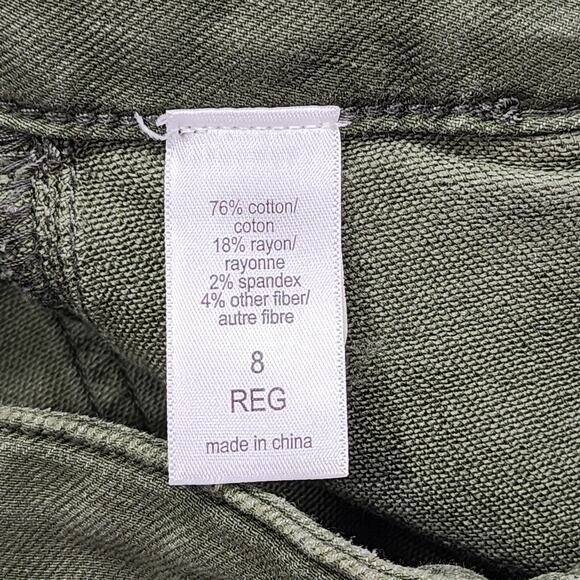 76% cotton/
coton
18% rayon/
rayonne
2% spandex
4% other fiber/
autre fibre
8
REG
made in china